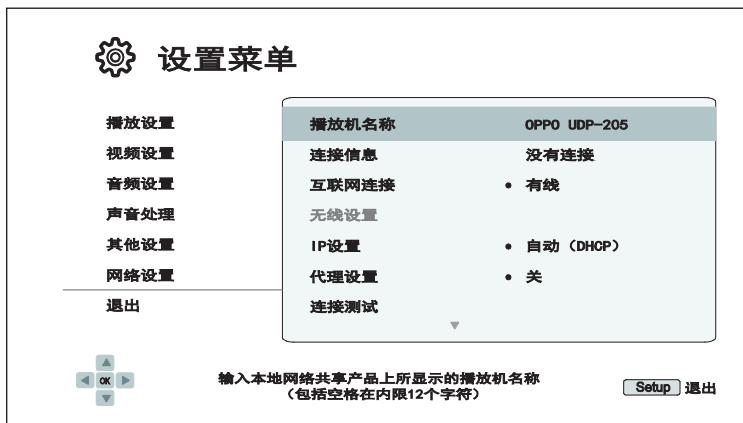 设置菜单
播放设置
视频设置
音频设置
声音处理
其他设置
网络设置
退出
播放机名称 OPPO UDP-205
连接信息 没有连接
互联网连接 • 有线
无线设置
IP设置 • 自动（DHCP）
代理设置 • 关
连接测试
OK
输入本地网络共享产品上所显示的播放机名称
（包括空格在内限12个字符）
Setup 退出